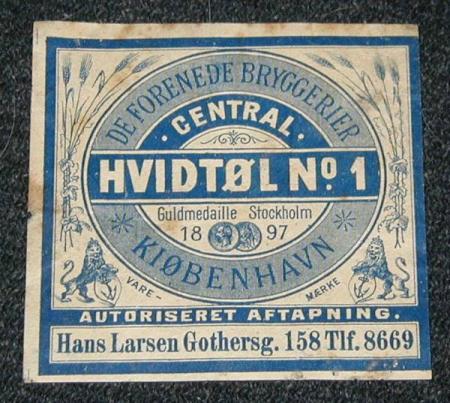 DE FORENEDE BRYGGERIER
· CENTRAL ·
HVIDTØL No. 1
Guldmedaille Stockholm
18 97
KIØBENHAVN
VARE- MÆRKE
AUTORISERET AFTAPNING.
Hans Larsen Gothersg. 158 Tlf. 8669